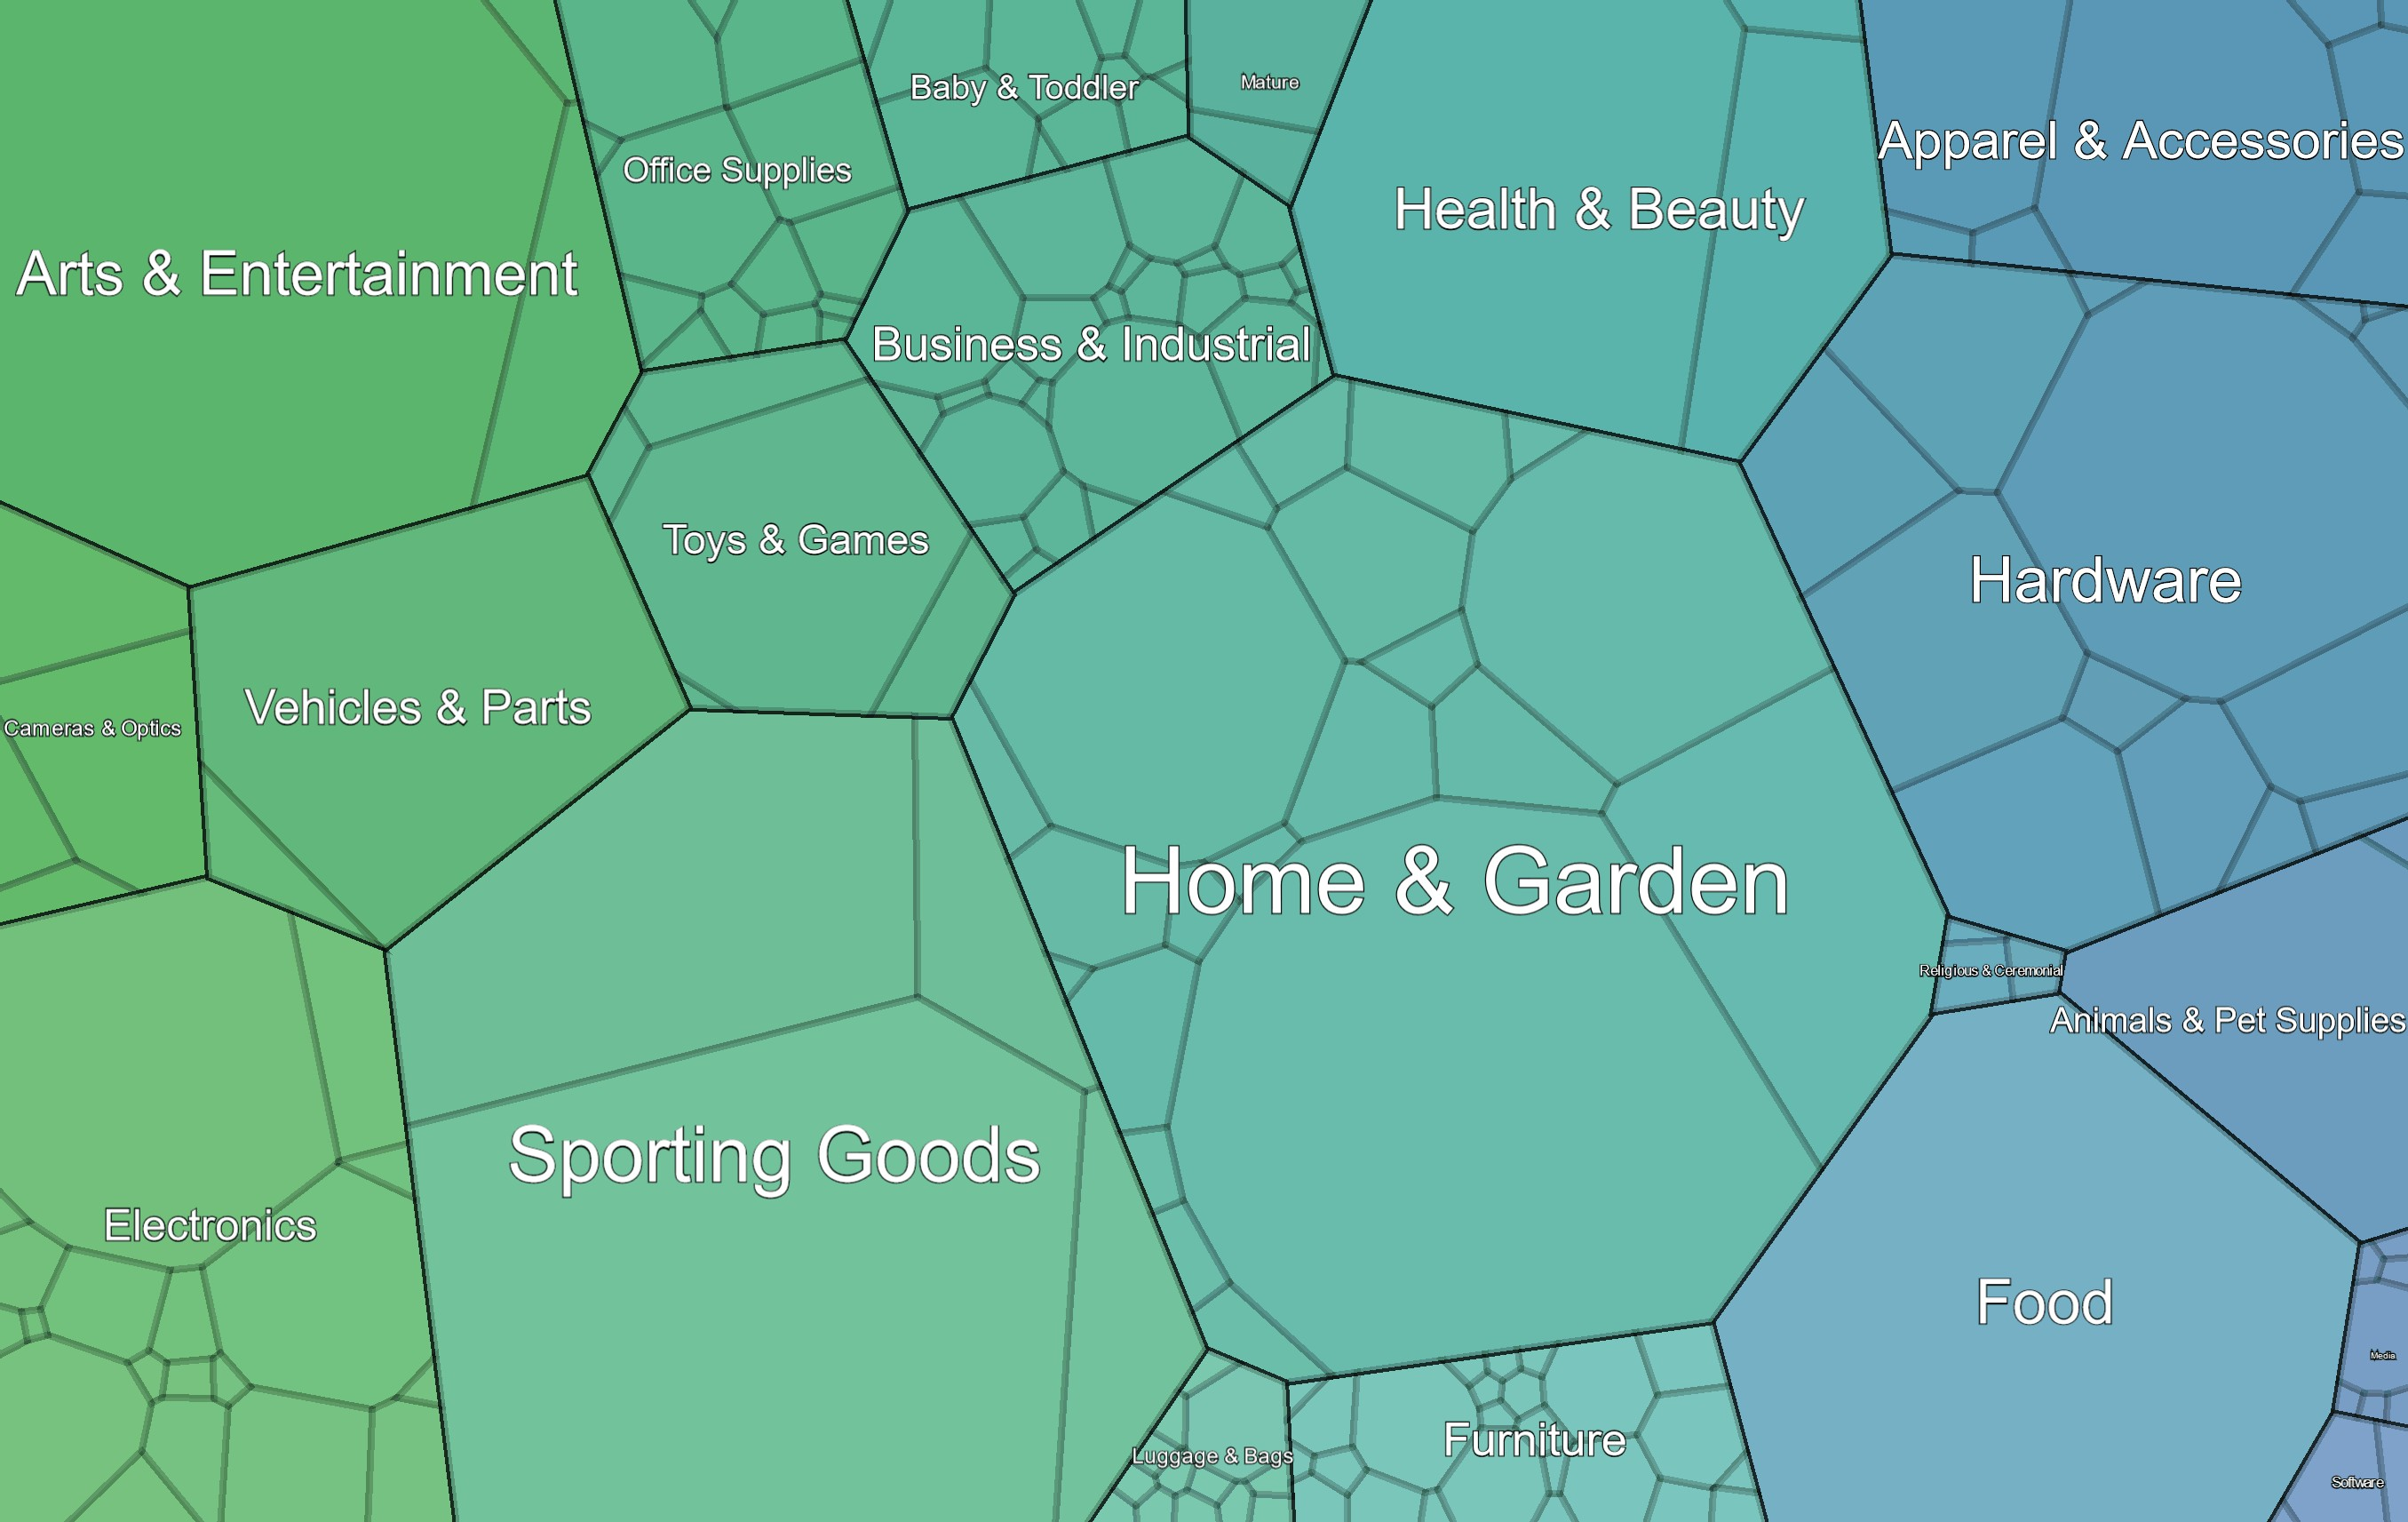 Baby & Toddler
Mature
Apparel & Accessories
Office Supplies
Health & Beauty
Arts & Entertainment
Business & Industrial
Toys & Games
Hardware
Vehicles & Parts
Cameras & Optics
Home & Garden
Religious & Ceremonial
Animals & Pet Supplies
Sporting Goods
Electronics
Food
Media
Furniture
Luggage & Bags
Software